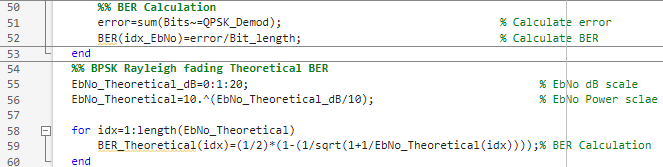 50 %% BER Calculation
51 error=sum(Bits~=QPSK_Demod); % Calculate error
52 BER(idx_EbNo)=error/Bit_length; % Calculate BER
53 end
54 %% BPSK Rayleigh fading Theoretical BER
55 EbNo_Theoretical_dB=0:1:20; % EbNo dB scale
56 EbNo_Theoretical=10.^(EbNo_Theoretical_dB/10); % EbNo Power sclae
57
58 for idx=1:length(EbNo_Theoretical)
59 BER_Theoretical(idx)=(1/2)*(1-(1/sqrt(1+1/EbNo_Theoretical(idx))));% BER Calculation
60 end